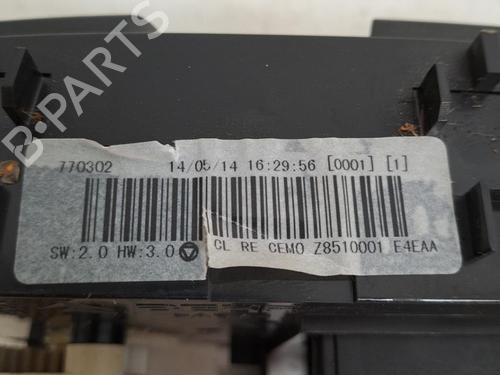 B-PARTS
770302 14/05/14 16:29:56 [0001] [1]
SW:2.0 HW:3.0 CL RE CEMO Z8510001 E4EAA